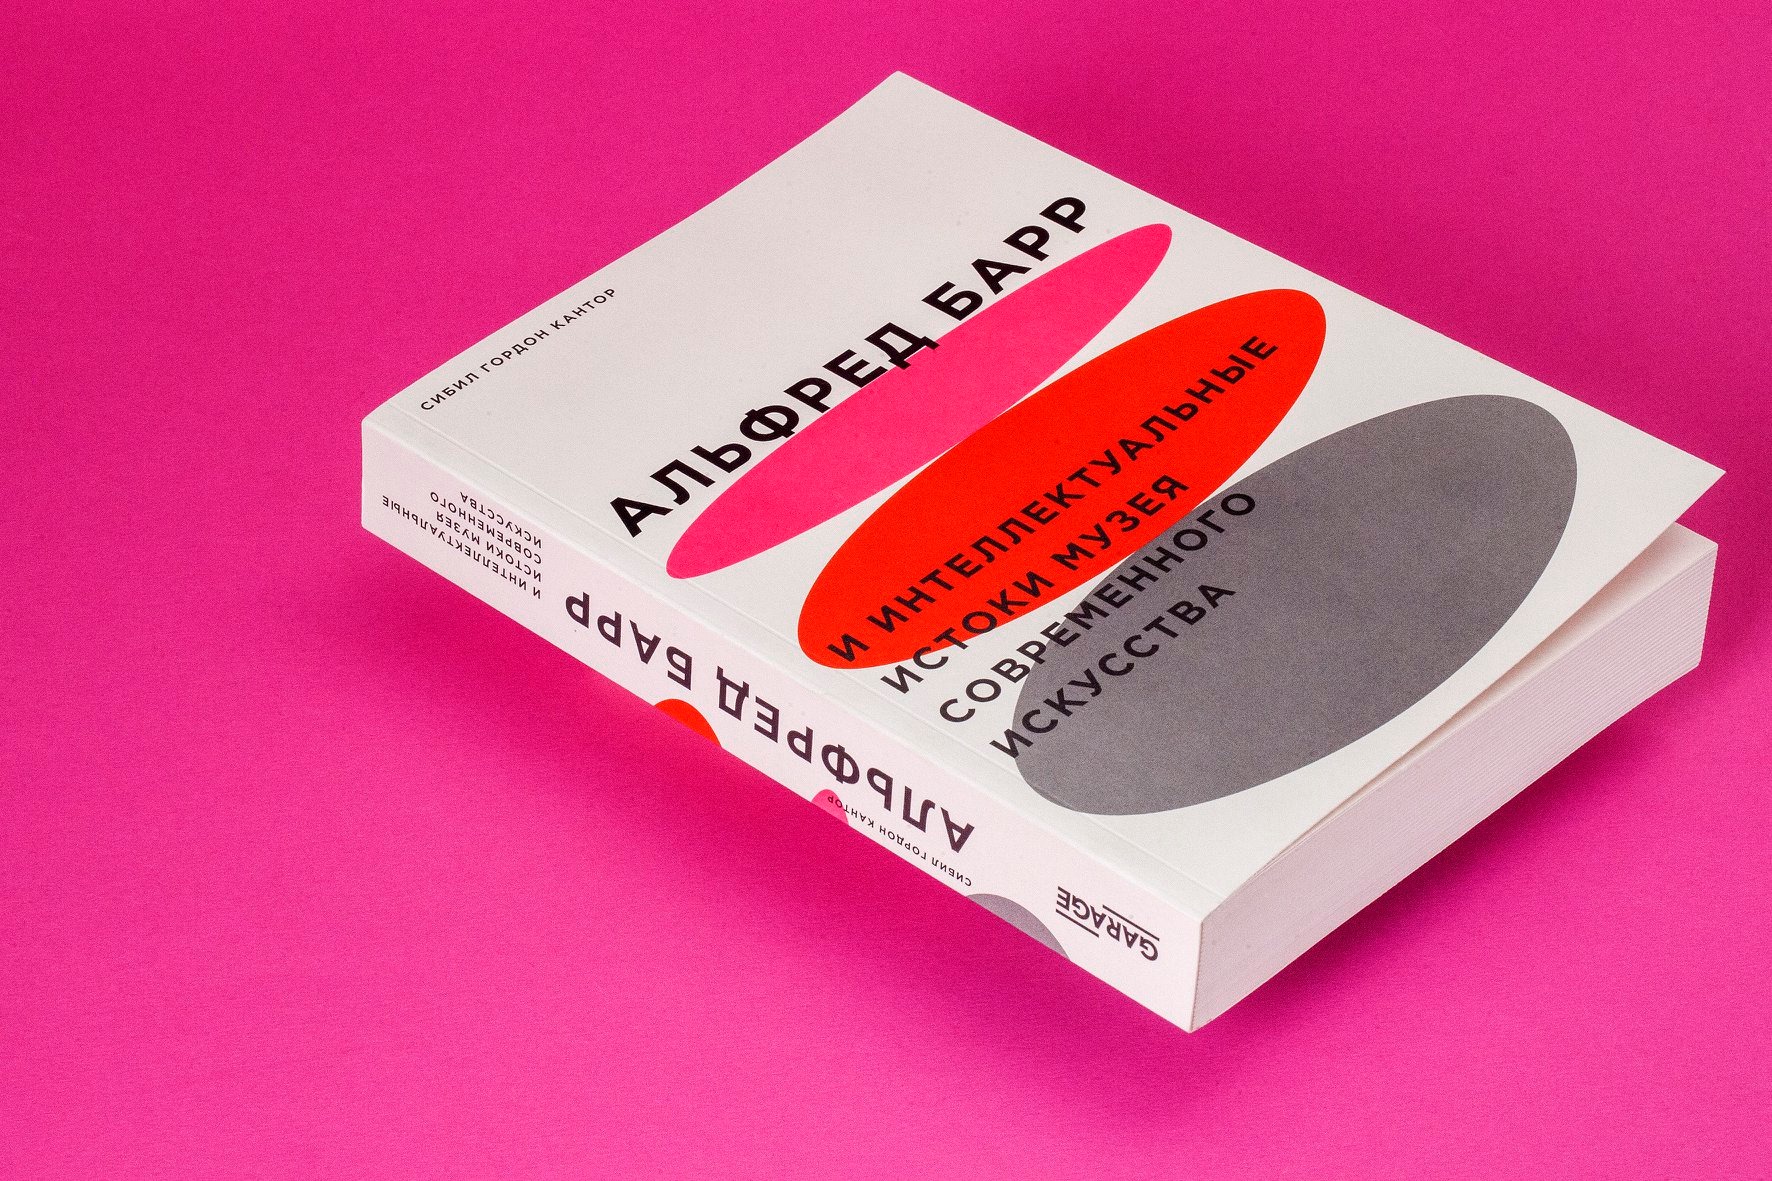 СИБИЛ ГОРДОН КАНТОР
АЛЬФРЕД БАРР
И ИНТЕЛЛЕКТУАЛЬНЫЕ
ИСТОКИ МУЗЕЯ
СОВРЕМЕННОГО
ИСКУССТВА
GARAGE
СИБИЛ ГОРДОН КАНТОР
АЛЬФРЕД БАРР
И ИНТЕЛЛЕКТУАЛЬНЫЕ
ИСТОКИ МУЗЕЯ
СОВРЕМЕННОГО
ИСКУССТВА